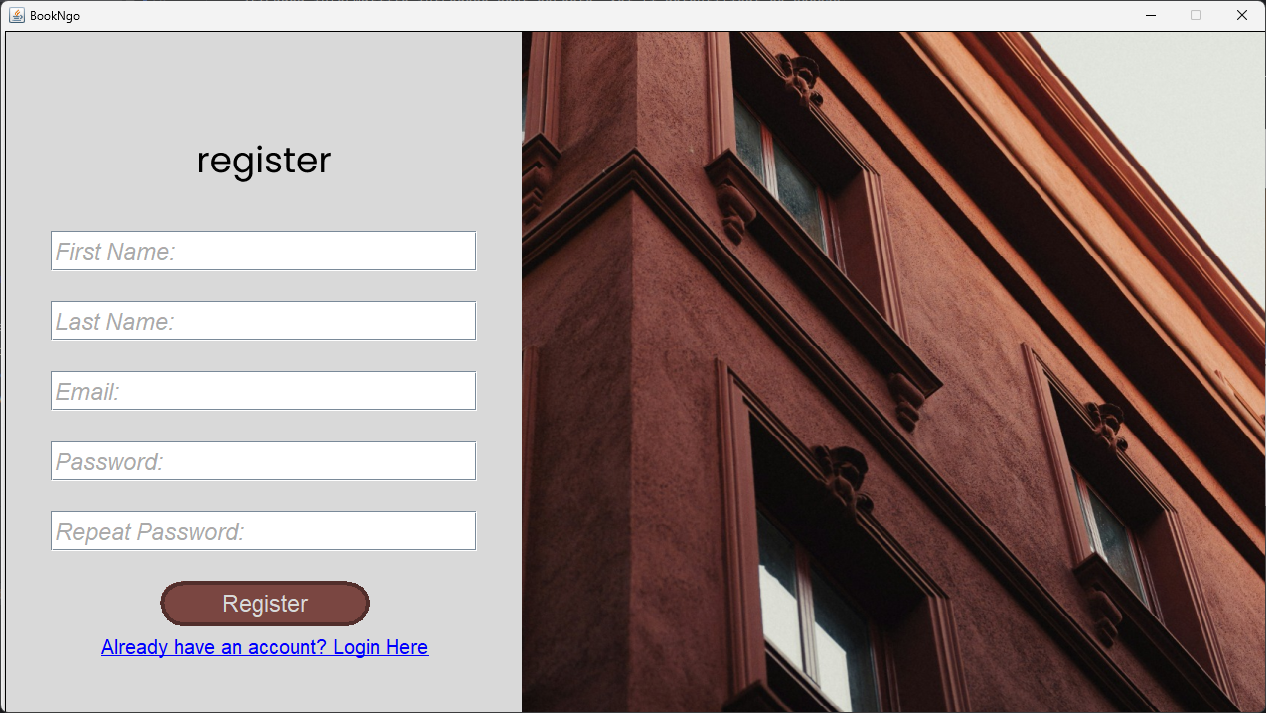 BookNgo
register
First Name:
Last Name:
Email:
Password:
Repeat Password:
Register
Already have an account? Login Here